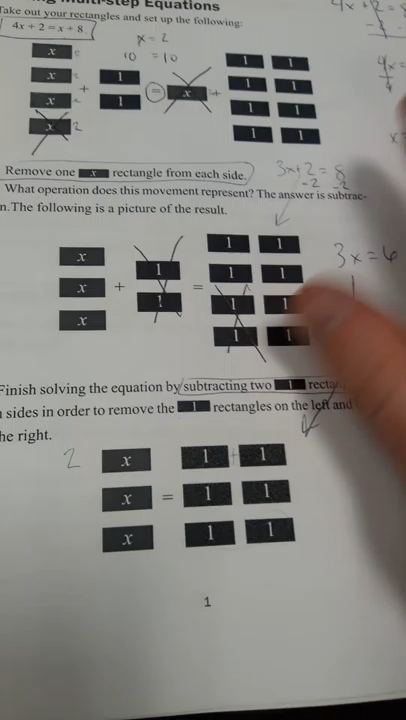 Multi-step Equations
Take out your rectangles and set up the following:
4x + 2 = x + 8
x = 2
10 = 10
x
x
x
x 2
+
1
1
=
x
+
1 1
1 1
1 1
1 1
Remove one x rectangle from each side.
3x+2 = 8
-2 -2
What operation does this movement represent? The answer is subtrac-
n. The following is a picture of the result.
3x = 6
x
x
x
+
1
1
=
1 1
1 1
1 1
1 1
Finish solving the equation by subtracting two 1
sides in order to remove the 1 rectangles on the left and
he right.
2
x
x
x
=
1 + 1
1 1
1 1
1